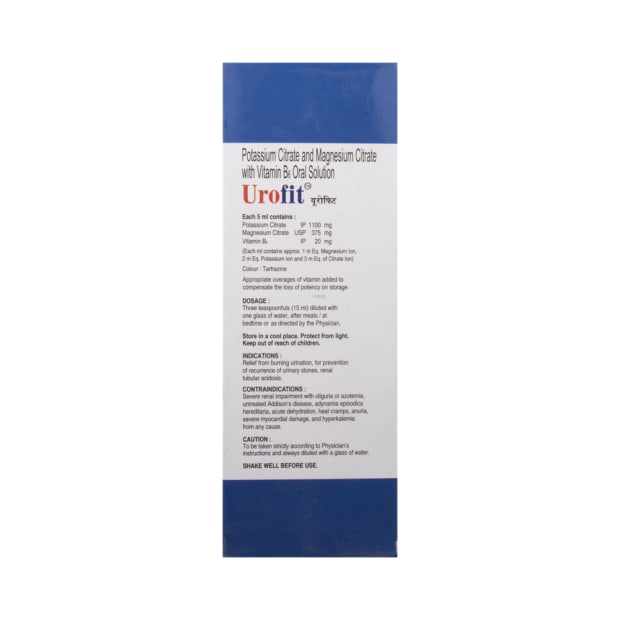 Potassium Citrate and Magnesium Citrate
with Vitamin B6 Oral Solution
Urofit™ यूरोफिट
Each 5 ml contains :
Potassium Citrate IP 1100 mg
Magnesium Citrate USP 375 mg
Vitamin B6 IP 20 mg
(Each ml contains approx. 1 m Eq. Magnesium Ion,
2 m Eq. Potassium Ion and 3 m Eq. of Citrate Ion)
Colour : Tartrazine
Appropriate overages of vitamin added to
compensate the loss of potency on storage
DOSAGE :
Three teaspoonfuls (15 ml) diluted with
one glass of water, after meals / at
bedtime or as directed by the Physician.
Store in a cool place. Protect from light.
Keep out of reach of children.
INDICATIONS :
Relief from burning urination, for prevention
of recurrence of urinary stones, renal
tubular acidosis.
CONTRAINDICATIONS :
Severe renal impairment with oliguria or azotemia,
untreated Addison's disease, adynamia episodica
hereditaria, acute dehydration, heat cramps, anuria,
severe myocardial damage, and hyperkalemia
from any cause.
CAUTION :
To be taken strictly according to Physician's
instructions and always diluted with a glass of water.
SHAKE WELL BEFORE USE.